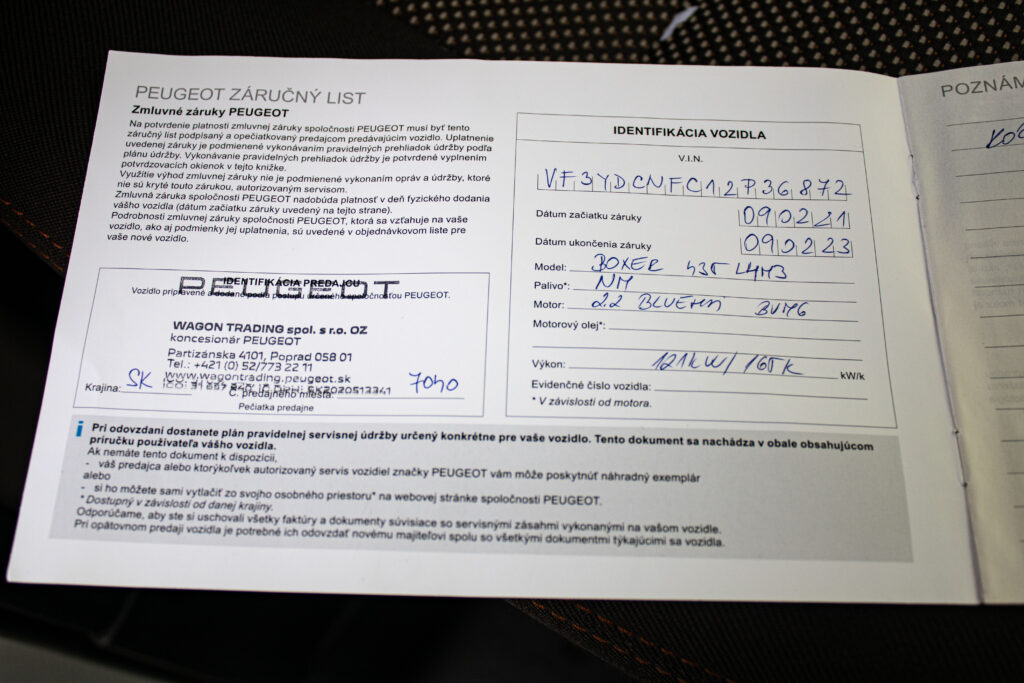 PEUGEOT ZÁRUČNÝ LIST
Zmluvné záruky PEUGEOT
Na potvrdenie platnosti zmluvnej záruky spoločnosti PEUGEOT musí byť tento
záručný list podpísaný a opečiatkovaný predajcom predávajúcim vozidlo. Uplatnenie
uvedenej záruky je podmienené vykonávaním pravidelných prehliadok údržby podľa
plánu údržby. Vykonávanie pravidelných prehliadok údržby je potvrdené vyplnením
potvrdzovacích okienok v tejto knižke.
Využitie výhod zmluvnej záruky nie je podmienené vykonaním opráv a údržby, ktoré
nie sú kryté touto zárukou, autorizovaným servisom.
Zmluvná záruka spoločnosti PEUGEOT nadobúda platnosť v deň fyzického dodania
vášho vozidla (dátum začiatku záruky uvedený na tejto strane).
Podrobnosti zmluvnej záruky spoločnosti PEUGEOT, ktorá sa vzťahuje na vaše
vozidlo, ako aj podmienky jej uplatnenia, sú uvedené v objednávkovom liste pre
vaše nové vozidlo.
IDENTIFIKÁCIA PREDAJCU
PEUGEOT
Vozidlo pripravené a dodané podľa postupu určeného spoločnosťou PEUGEOT.
WAGON TRADING spol. s r.o. OZ
koncesionár PEUGEOT
Partizánska 4101, Poprad 058 01
Tel.: +421 (0) 52/773 22 11
www.wagontrading.peugeot.sk
Krajina: SK
Č. predajného miesta: 7040
Pečiatka predajne
IDENTIFIKÁCIA VOZIDLA
V.I.N.
VF3YDCNFC12P36872
Dátum začiatku záruky 090221
Dátum ukončenia záruky 090223
Model: BOXER 435 L4H3
Palivo*: NM
Motor: 2.2 BLUEHDI BVM6
Motorový olej*:
Výkon: 121kW/165k kW/k
Evidenčné číslo vozidla:
* V závislosti od motora.
i Pri odovzdaní dostanete plán pravidelnej servisnej údržby určený konkrétne pre vaše vozidlo. Tento dokument sa nachádza v obale obsahujúcom
príručku používateľa vášho vozidla.
Ak nemáte tento dokument k dispozícii,
- váš predajca alebo ktorýkoľvek autorizovaný servis vozidiel značky PEUGEOT vám môže poskytnúť náhradný exemplár
alebo
- si ho môžete sami vytlačiť zo svojho osobného priestoru* na webovej stránke spoločnosti PEUGEOT.
* Dostupný v závislosti od danej krajiny.
Odporúčame, aby ste si uschovali všetky faktúry a dokumenty súvisiace so servisnými zásahmi vykonanými na vašom vozidle.
Pri opätovnom predaji vozidla je potrebné ich odovzdať novému majiteľovi spolu so všetkými dokumentmi týkajúcimi sa vozidla.
POZNÁM